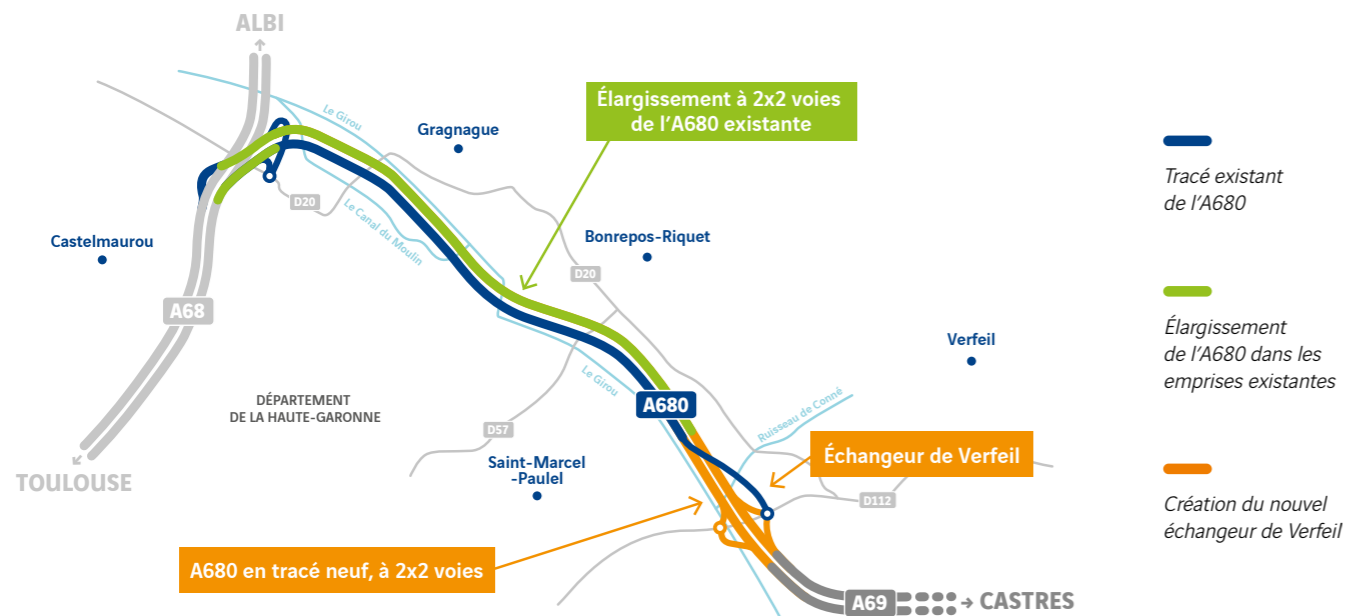 ALBI
Le Girou
Élargissement à 2x2 voies
de l'A680 existante
Gragnague
Tracé existant
de l'A680
D20
Le Canal du Moulin
Castelmaurou
Bonrepos-Riquet
D20
A68
Élargissement
de l'A680 dans les
emprises existantes
Verfeil
Le Girou
DÉPARTEMENT
DE LA HAUTE-GARONNE
A680
Ruisseau de Conné
D57
Échangeur de Verfeil
Saint-Marcel
-Paulel
TOULOUSE
D112
Création du nouvel
échangeur de Verfeil
A680 en tracé neuf, à 2x2 voies
A69
CASTRES